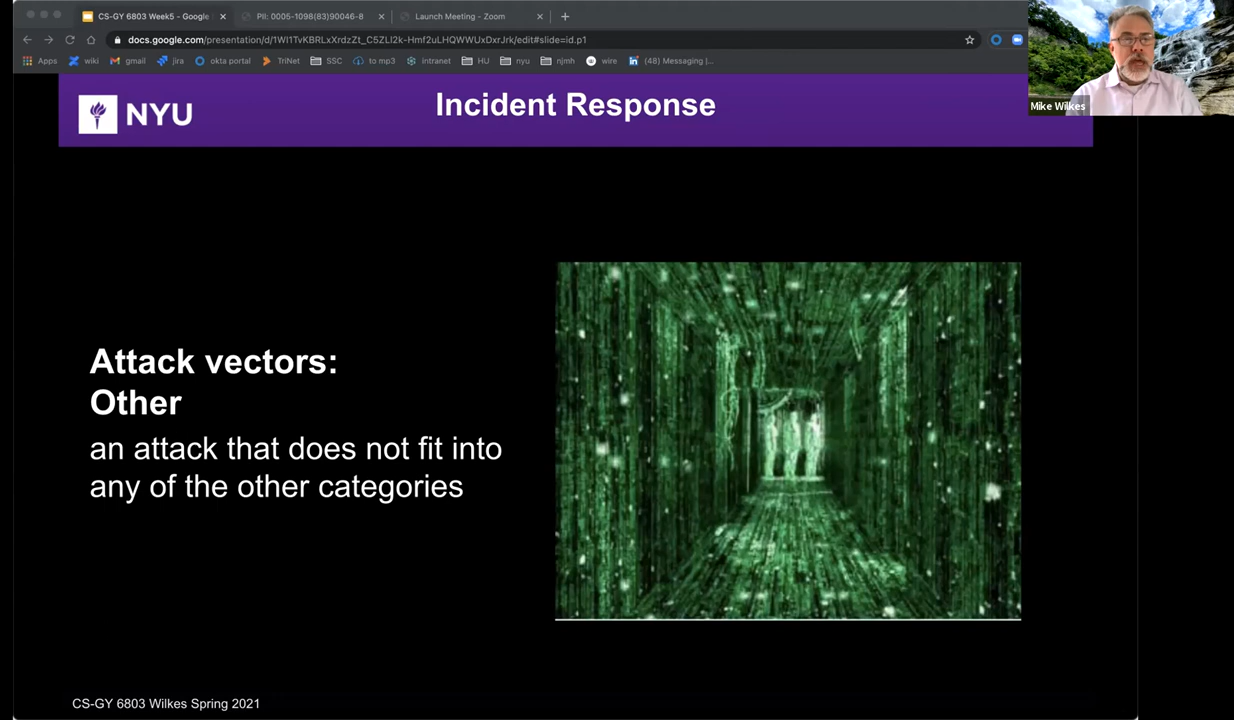 CS-GY 6803 Week5 - Google
PII: 0005-1098(83)90046-8
Launch Meeting - Zoom
docs.google.com/presentation/d/1WI1TvKBRLxXrdzZt_C5ZLI2k-Hmf2uLHQWWUxDxrJrk/edit#slide=id.p1
Apps wiki gmail jira okta portal TriNet SSC to mp3 intranet HU nyu njmh wire (48) Messaging |...
Mike Wilkes
NYU
Incident Response
Attack vectors:
Other
an attack that does not fit into
any of the other categories
CS-GY 6803 Wilkes Spring 2021